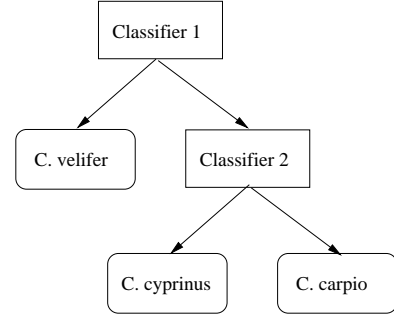 Classifier 1
C. velifer
Classifier 2
C. cyprinus
C. carpio